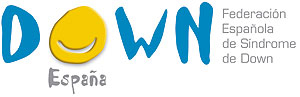 DOWN
España
Federación
Española
de Síndrome
de Down